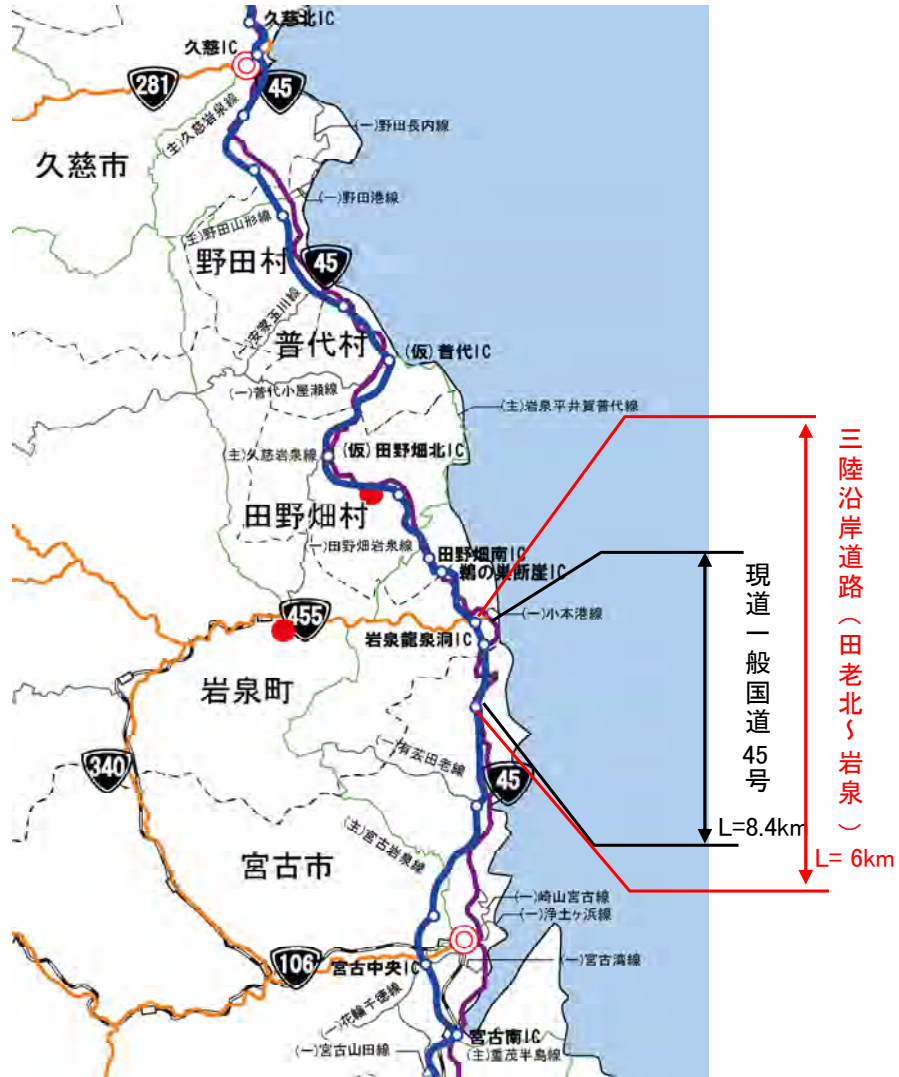 久慈北IC
久慈IC
281
45
(主)久慈岩泉線
(一)野田長内線
久慈市
(一)野田港線
(主)野田山形線
野田村
45
(一)安家玉川線
普代村
(仮)普代IC
(一)普代小屋瀬線
(主)岩泉平井賀普代線
(主)久慈岩泉線
(仮)田野畑北IC
田野畑村
(一)田野畑岩泉線
田野畑南IC
鵜の巣断崖IC
(一)小本港線
455
岩泉龍泉洞IC
岩泉町
(一)有芸田老線
340
45
(主)宮古岩泉線
宮古市
(一)崎山宮古線
(一)浄土ヶ浜線
106
宮古中央IC
(一)宮古湾線
(一)花輪千徳線
宮古南IC
(一)宮古山田線
(主)重茂半島線
現道一般国道45号
L=8.4km
三陸沿岸道路(田老北~岩泉)
L= 6km